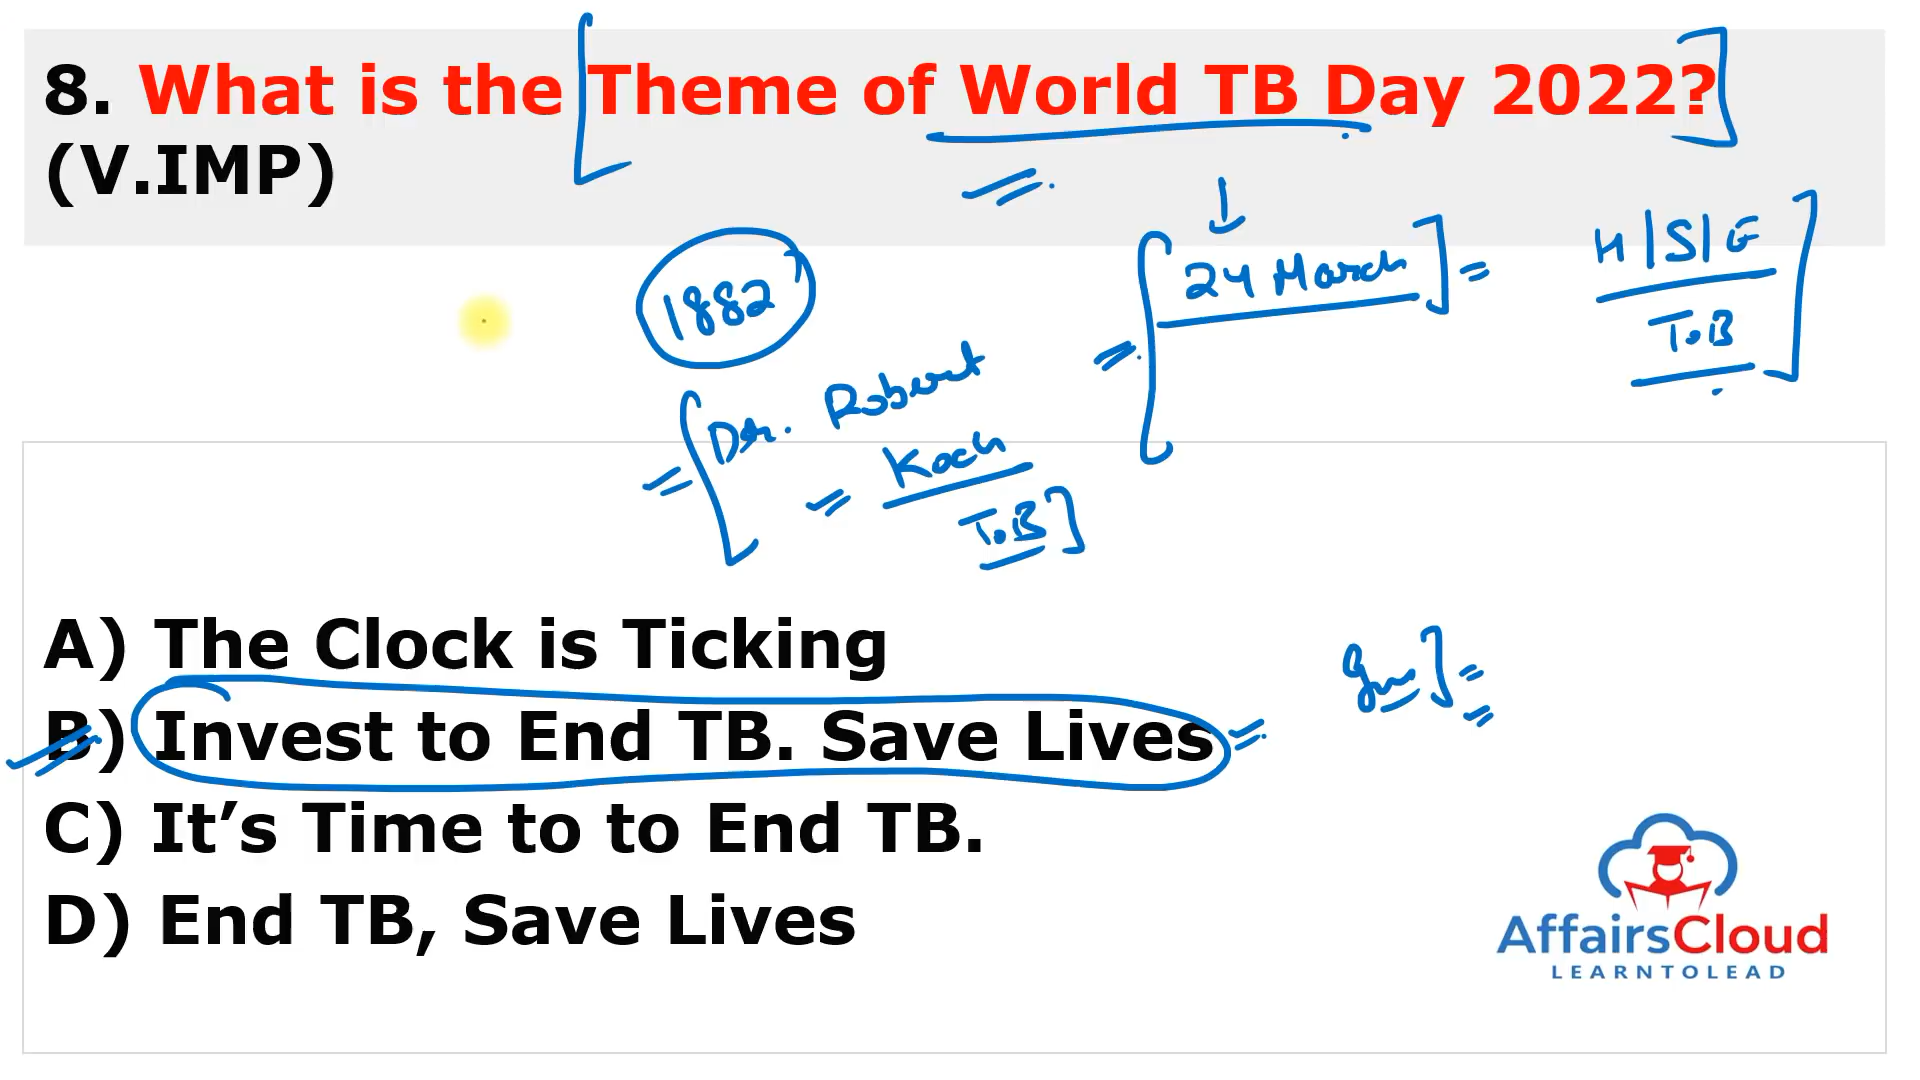 8. What is the Theme of World TB Day 2022?
(V.IMP)
1882
24 March
H|S|E
T.B
Dr. Robert
Koch
T.B
A) The Clock is Ticking
B) Invest to End TB. Save Lives
C) It’s Time to to End TB.
D) End TB, Save Lives
AffairsCloud
LEARNTOLEAD